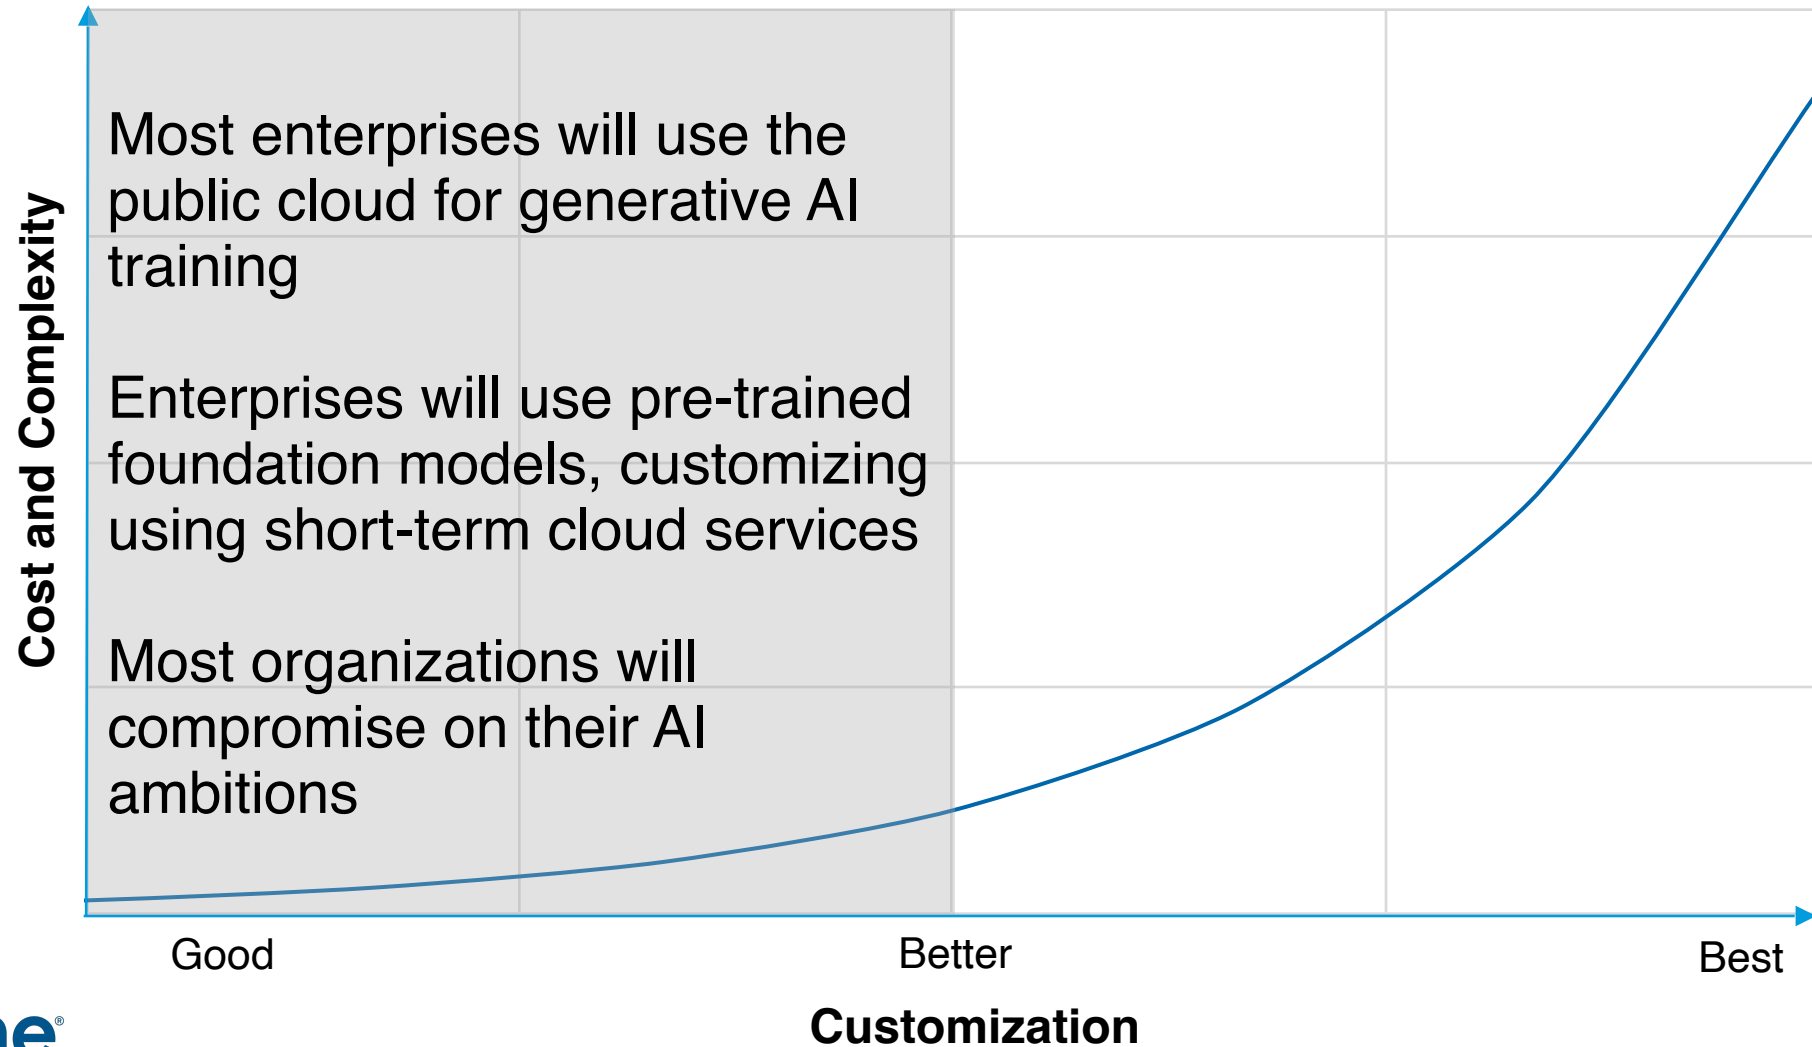 Most enterprises will use the
public cloud for generative AI
training
Enterprises will use pre-trained
foundation models, customizing
using short-term cloud services
Most organizations will
compromise on their AI
ambitions
Cost and Complexity
Good
Better
Best
Customization